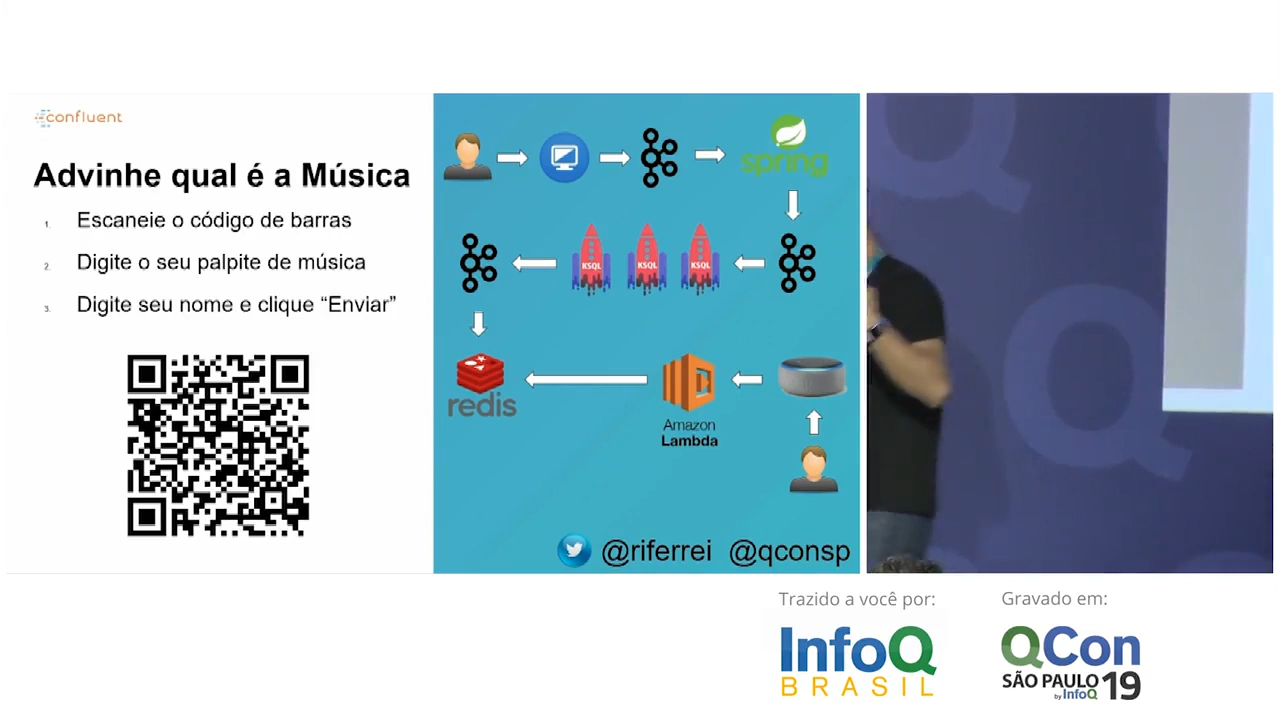 confluent
Advinhe qual é a Música
1. Escaneie o código de barras
2. Digite o seu palpite de música
3. Digite seu nome e clique “Enviar”
spring
KSQL KSQL KSQL
redis
Amazon
Lambda
@riferrei @qconsp
Trazido a você por:
InfoQ
BRASIL
Gravado em:
QCon
SÃO PAULO 19
by InfoQ